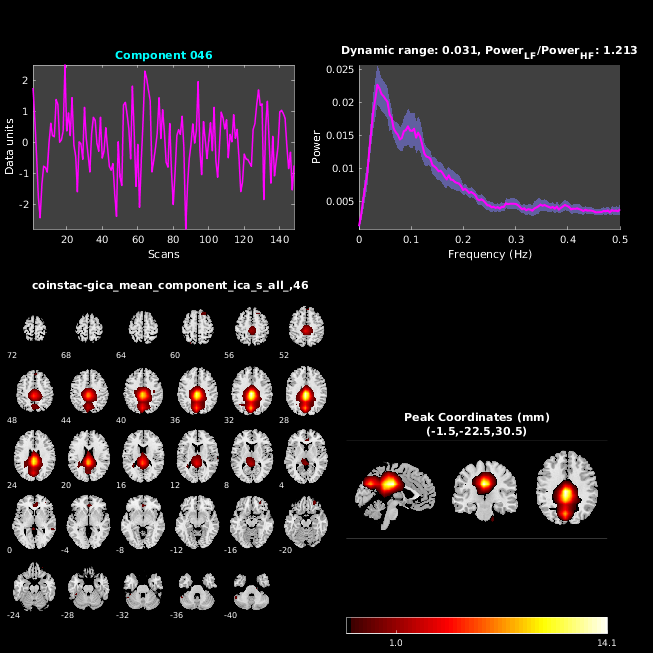 Component 046
Data units
2
1
0
-1
-2
20 40 60 80 100 120 140
Scans
Dynamic range: 0.031, PowerLF/PowerHF: 1.213
Power
0.025
0.02
0.015
0.01
0.005
0 0.1 0.2 0.3 0.4 0.5
Frequency (Hz)
coinstac-gica_mean_component_ica_s_all_,46
72 68 64 60 56 52
48 44 40 36 32 28
24 20 16 12 8 4
0 -4 -8 -12 -16 -20
-24 -28 -32 -36 -40
Peak Coordinates (mm)
(-1.5,-22.5,30.5)
1.0 14.1